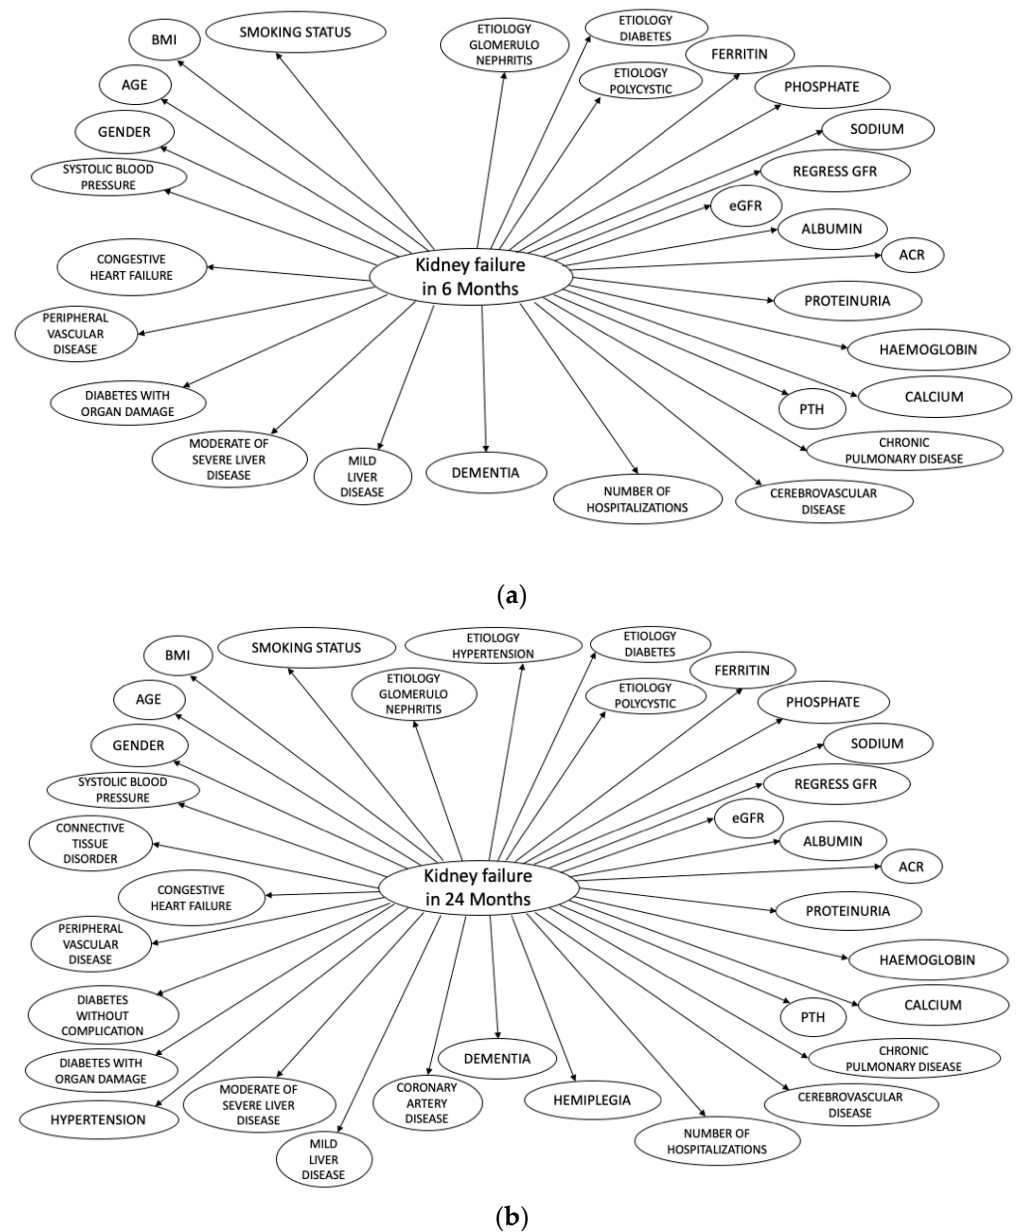 BMI
SMOKING STATUS
ETIOLOGY
GLOMERULO
NEPHRITIS
ETIOLOGY
DIABETES
FERRITIN
AGE
ETIOLOGY
POLYCYSTIC
PHOSPHATE
GENDER
SODIUM
SYSTOLIC BLOOD
PRESSURE
REGRESS GFR
eGFR
ALBUMIN
CONGESTIVE
HEART FAILURE
Kidney failure
in 6 Months
ACR
PROTEINURIA
PERIPHERAL
VASCULAR
DISEASE
HAEMOGLOBIN
DIABETES WITH
ORGAN DAMAGE
PTH
CALCIUM
MODERATE OF
SEVERE LIVER
DISEASE
MILD
LIVER
DISEASE
DEMENTIA
CHRONIC
PULMONARY DISEASE
NUMBER OF
HOSPITALIZATIONS
CEREBROVASCULAR
DISEASE
(a)
BMI
SMOKING STATUS
ETIOLOGY
HYPERTENSION
ETIOLOGY
DIABETES
FERRITIN
AGE
ETIOLOGY
GLOMERULO
NEPHRITIS
ETIOLOGY
POLYCYSTIC
PHOSPHATE
GENDER
SODIUM
SYSTOLIC BLOOD
PRESSURE
REGRESS GFR
eGFR
CONNECTIVE
TISSUE
DISORDER
ALBUMIN
ACR
CONGESTIVE
HEART FAILURE
Kidney failure
in 24 Months
PROTEINURIA
PERIPHERAL
VASCULAR
DISEASE
HAEMOGLOBIN
DIABETES
WITHOUT
COMPLICATION
PTH
CALCIUM
DIABETES WITH
ORGAN DAMAGE
DEMENTIA
CHRONIC
PULMONARY DISEASE
HYPERTENSION
MODERATE OF
SEVERE LIVER
DISEASE
CORONARY
ARTERY
DISEASE
HEMIPLEGIA
CEREBROVASCULAR
DISEASE
MILD
LIVER
DISEASE
NUMBER OF
HOSPITALIZATIONS
(b)